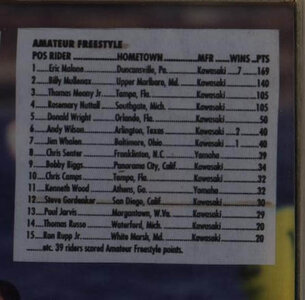 AMATEUR FREESTYLE
POS RIDER HOMETOWN MFR WINS PTS
1 Eric Malone Duncanville, Pa. Kawasaki 7 169
2 Billy Mullenax Upper Marlboro, Md. Kawasaki 140
3 Thomas Meany Jr. Tampa, Fla. Kawasaki 105
4 Rosemary Nuttall Southgate, Mich. Kawasaki 105
5 Donald Wright Orlando, Fla. Kawasaki 50
6 Andy Wilson Arlington, Texas Kawasaki 2 40
7 Jim Whalen Baltimore, Ohio Kawasaki 1 40
8 Chris Senter Franklinton, N.C. Yamaha 39
9 Bobby Biggs Panorama City, Calif. Kawasaki 34
10 Chris Camps Tampa, Fla. Kawasaki 32
11 Kenneth Wood Athens, Ga. Yamaha 32
12 Steve Gordenker San Diego, Calif. Kawasaki 30
13 Paul Jarvis Morgantown, W.Va. Kawasaki 29
14 Thomas Russo Waterford, Mich. Kawasaki 20
15 Ron Rupp Jr. White Marsh, Md. Kawasaki 20
etc. 39 riders scored Amateur Freestyle points.